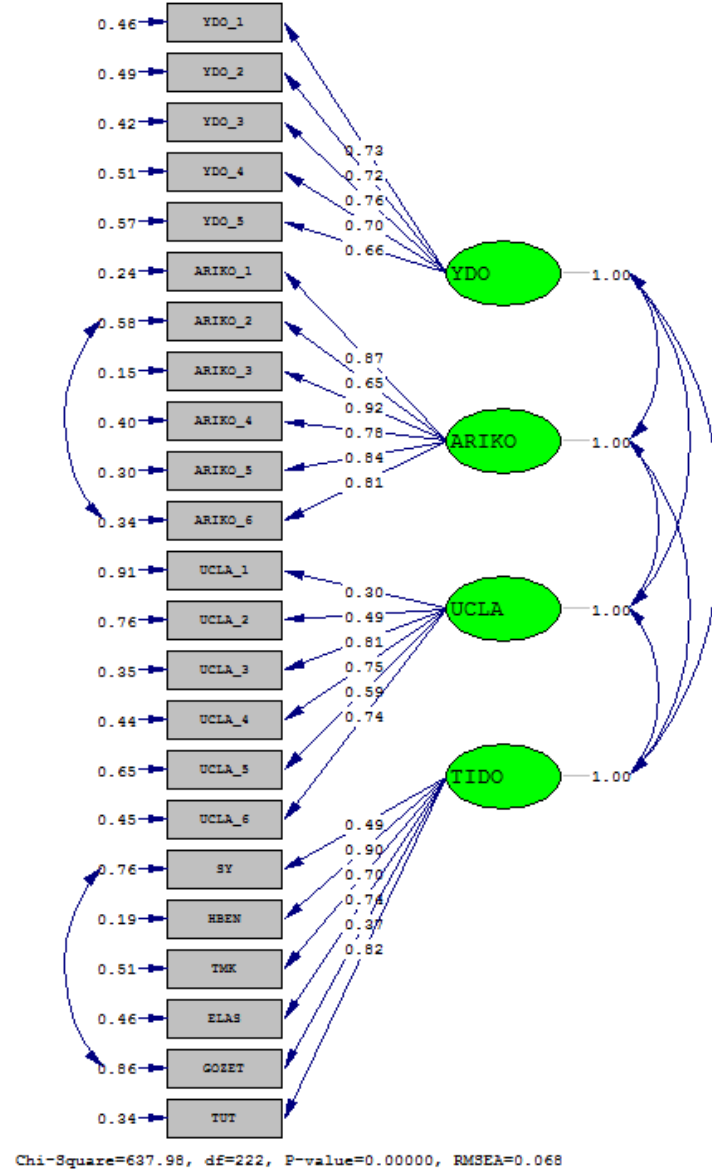 0.46 YDO_1
0.49 YDO_2
0.42 YDO_3
0.51 YDO_4
0.57 YDO_5
0.24 ARIKO_1
0.58 ARIKO_2
0.15 ARIKO_3
0.40 ARIKO_4
0.30 ARIKO_5
0.34 ARIKO_6
0.91 UCLA_1
0.76 UCLA_2
0.35 UCLA_3
0.44 UCLA_4
0.65 UCLA_5
0.45 UCLA_6
0.76 SY
0.19 HBEN
0.51 TMK
0.46 ELAS
0.86 GOZET
0.34 TUT
0.73
0.72
0.76
0.70
0.66
YDO 1.00
0.87
0.65
0.92
0.78
0.84
0.81
ARIKO 1.00
0.30
0.49
0.81
0.75
0.59
0.74
UCLA 1.00
0.49
0.90
0.70
0.74
0.37
0.82
TIDO 1.00
Chi-Square=637.98, df=222, P-value=0.00000, RMSEA=0.068